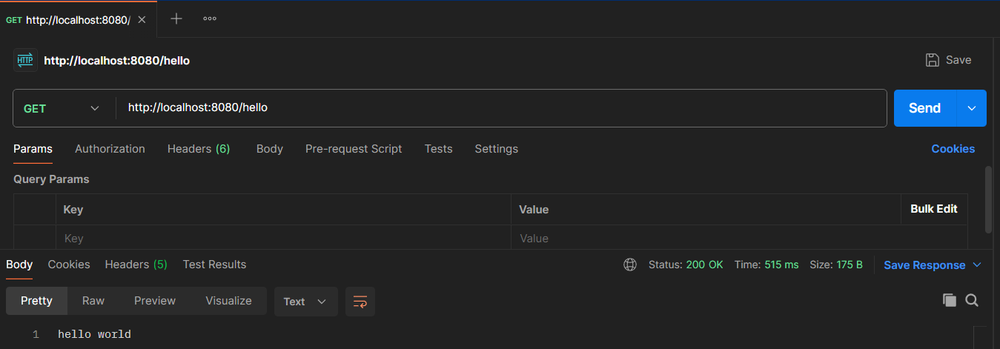 GET http://localhost:8080/
HTTP http://localhost:8080/hello Save
GET http://localhost:8080/hello Send
Params Authorization Headers (6) Body Pre-request Script Tests Settings Cookies
Query Params
Key Value Bulk Edit
Key Value
Body Cookies Headers (5) Test Results Status: 200 OK Time: 515 ms Size: 175 B Save Response
Pretty Raw Preview Visualize Text
1 hello world